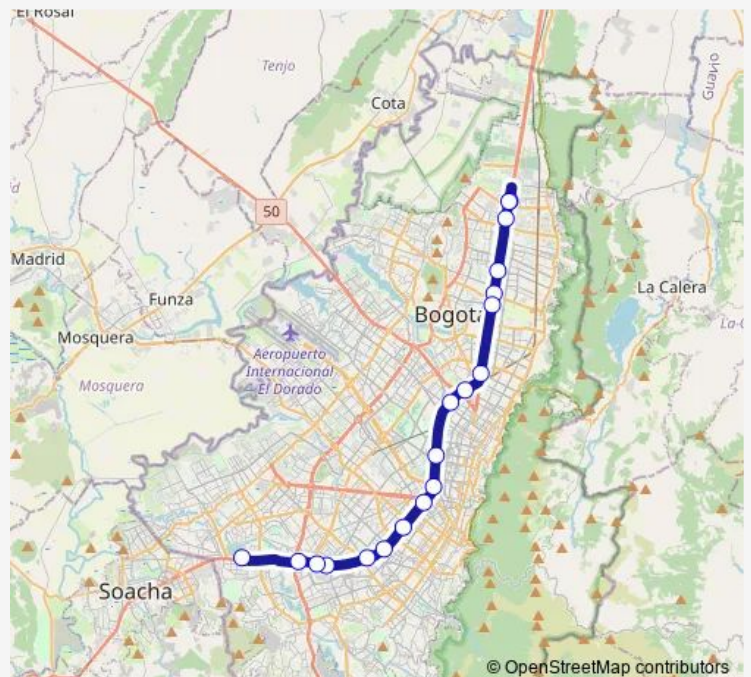 El Rosal
Tenjo
Cota
50
Madrid
Funza
Mosquera
Mosquera
Bogotá
La Calera
Aeropuerto
Internacional
El Dorado
Soacha
© OpenStreetMap contributors